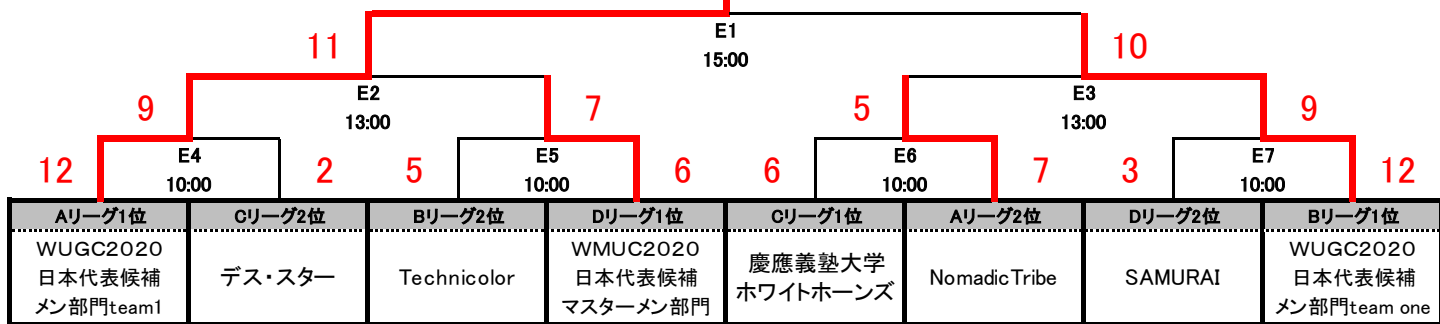 E1
11 10
15:00
E2 E3
9 13:00 7 5 13:00 9
E4 E5 E6 E7
12 10:00 2 5 10:00 6 6 10:00 7 3 10:00 12
Aリーグ1位 Cリーグ2位 Bリーグ2位 Dリーグ1位 Cリーグ1位 Aリーグ2位 Dリーグ2位 Bリーグ1位
WUGC2020
日本代表候補
メン部門team1
デス・スター
Technicolor
WMUC2020
日本代表候補
マスターメン部門
慶應義塾大学
ホワイトホーンズ
NomadicTribe
SAMURAI
WUGC2020
日本代表候補
メン部門team one